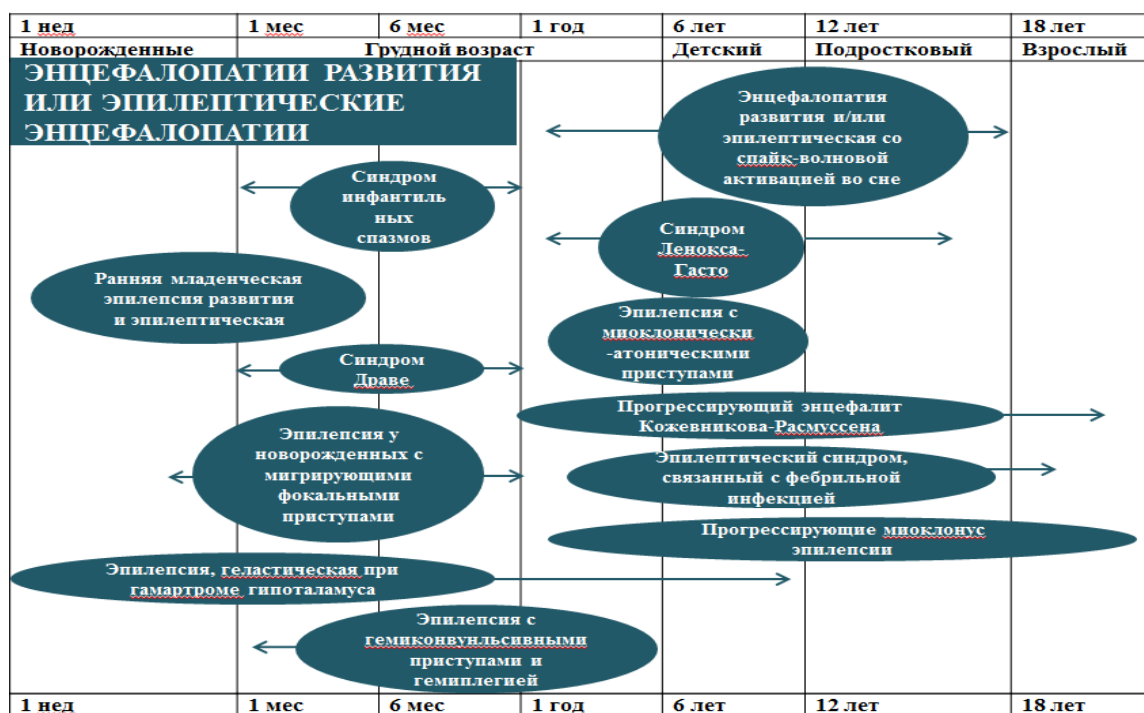 1 нед 1 мес 6 мес 1 год 6 лет 12 лет 18 лет
Новорожденные Грудной возраст Детский Подростковый Взрослый
ЭНЦЕФАЛОПАТИИ РАЗВИТИЯ
ИЛИ ЭПИЛЕПТИЧЕСКИЕ
ЭНЦЕФАЛОПАТИИ
Энцефалопатия
развития и/или
эпилептическая со
спайк-волновой
активацией во сне
Синдром
инфантиль
ных
спазмов
Синдром
Ленокса-
Гасто
Ранняя младенческая
эпилепсия развития
и эпилептическая
Эпилепсия с
миоклонически
-атоническими
приступами
Синдром
Драве
Прогрессирующий энцефалит
Кожевникова-Расмуссена
Эпилепсия у
новорожденных с
мигрирующими
фокальными
приступами
Эпилептический синдром,
связанный с фебрильной
инфекцией
Прогрессирующие миоклонус
эпилепсии
Эпилепсия, геластическая при
гамартроме гипоталамуса
Эпилепсия с
гемиконвунльсивными
приступами и
гемиплегией
1 нед 1 мес 6 мес 1 год 6 лет 12 лет 18 лет